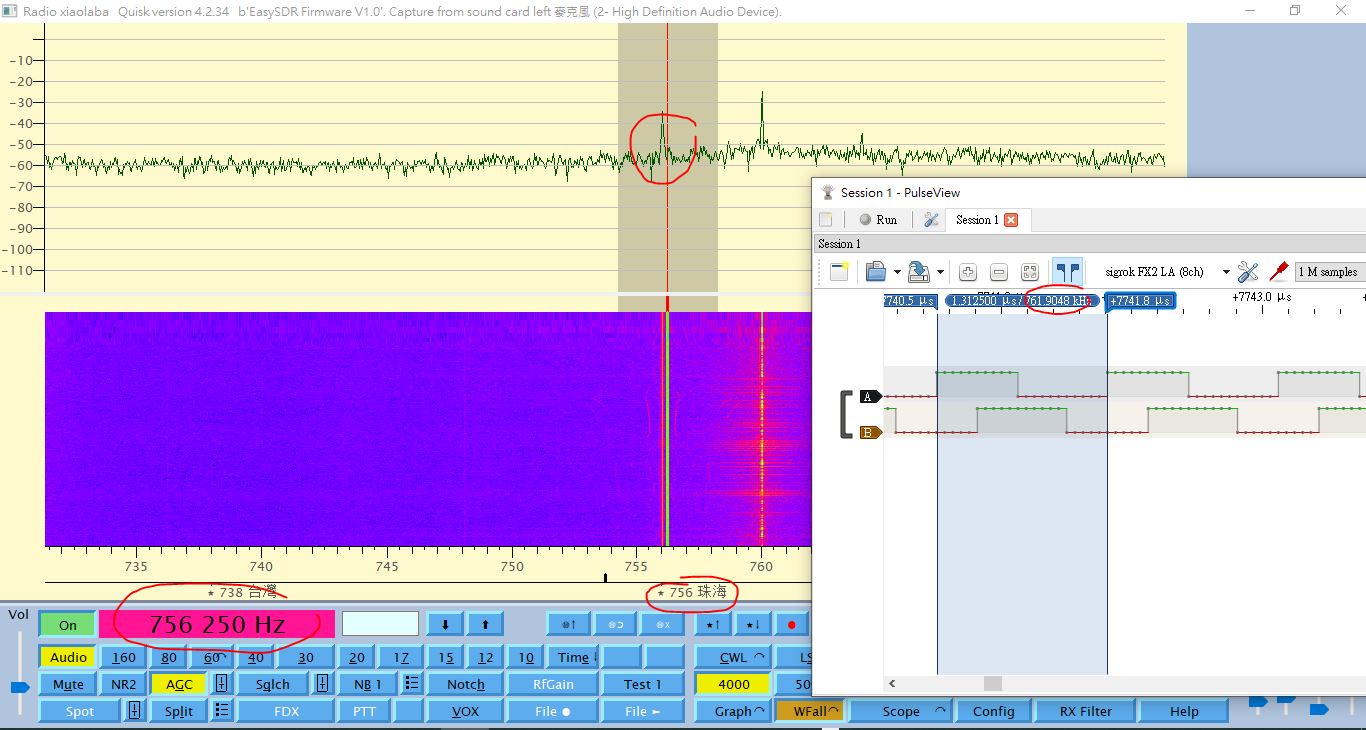 Radio xiaolaba   Quisk version 4.2.34   b'EasySDR Firmware V1.0'. Capture from sound card left 麥克風 (2- High Definition Audio Device).
-10
-20
-30
-40
-50
-60
-70
-80
-90
-100
-110
Session 1 - PulseView
Run
Session 1
Session 1
sigrok FX2 LA (8ch)
1 M samples
7740.5 µs
1.312500 µs / 761.9048 kHz
+7741.8 µs
+7743.0 µs
A
B
735 740 745 750 755 760
★ 738 台灣
★ 756 珠海
Vol
On
756 250 Hz
★↑
★↓
Audio 160 80 60 40 30 20 17 15 12 10 Time
CWL
Mute NR2 AGC Sqlch NB 1 Notch RfGain Test 1
4000
Spot Split FDX PTT VOX File ● File ►
Graph WFall Scope Config RX Filter Help